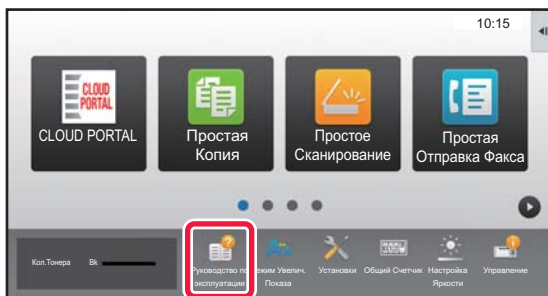 10:15
CLOUD
PORTAL
CLOUD PORTAL
Простая
Копия
Простое
Сканирование
Простая
Отправка Факса
Кол.Тонера Bk
Руководство по
эксплуатации
Режим Увелич.
Показа
Установки
Общий Счетчик
Настройка
Яркости
Управление